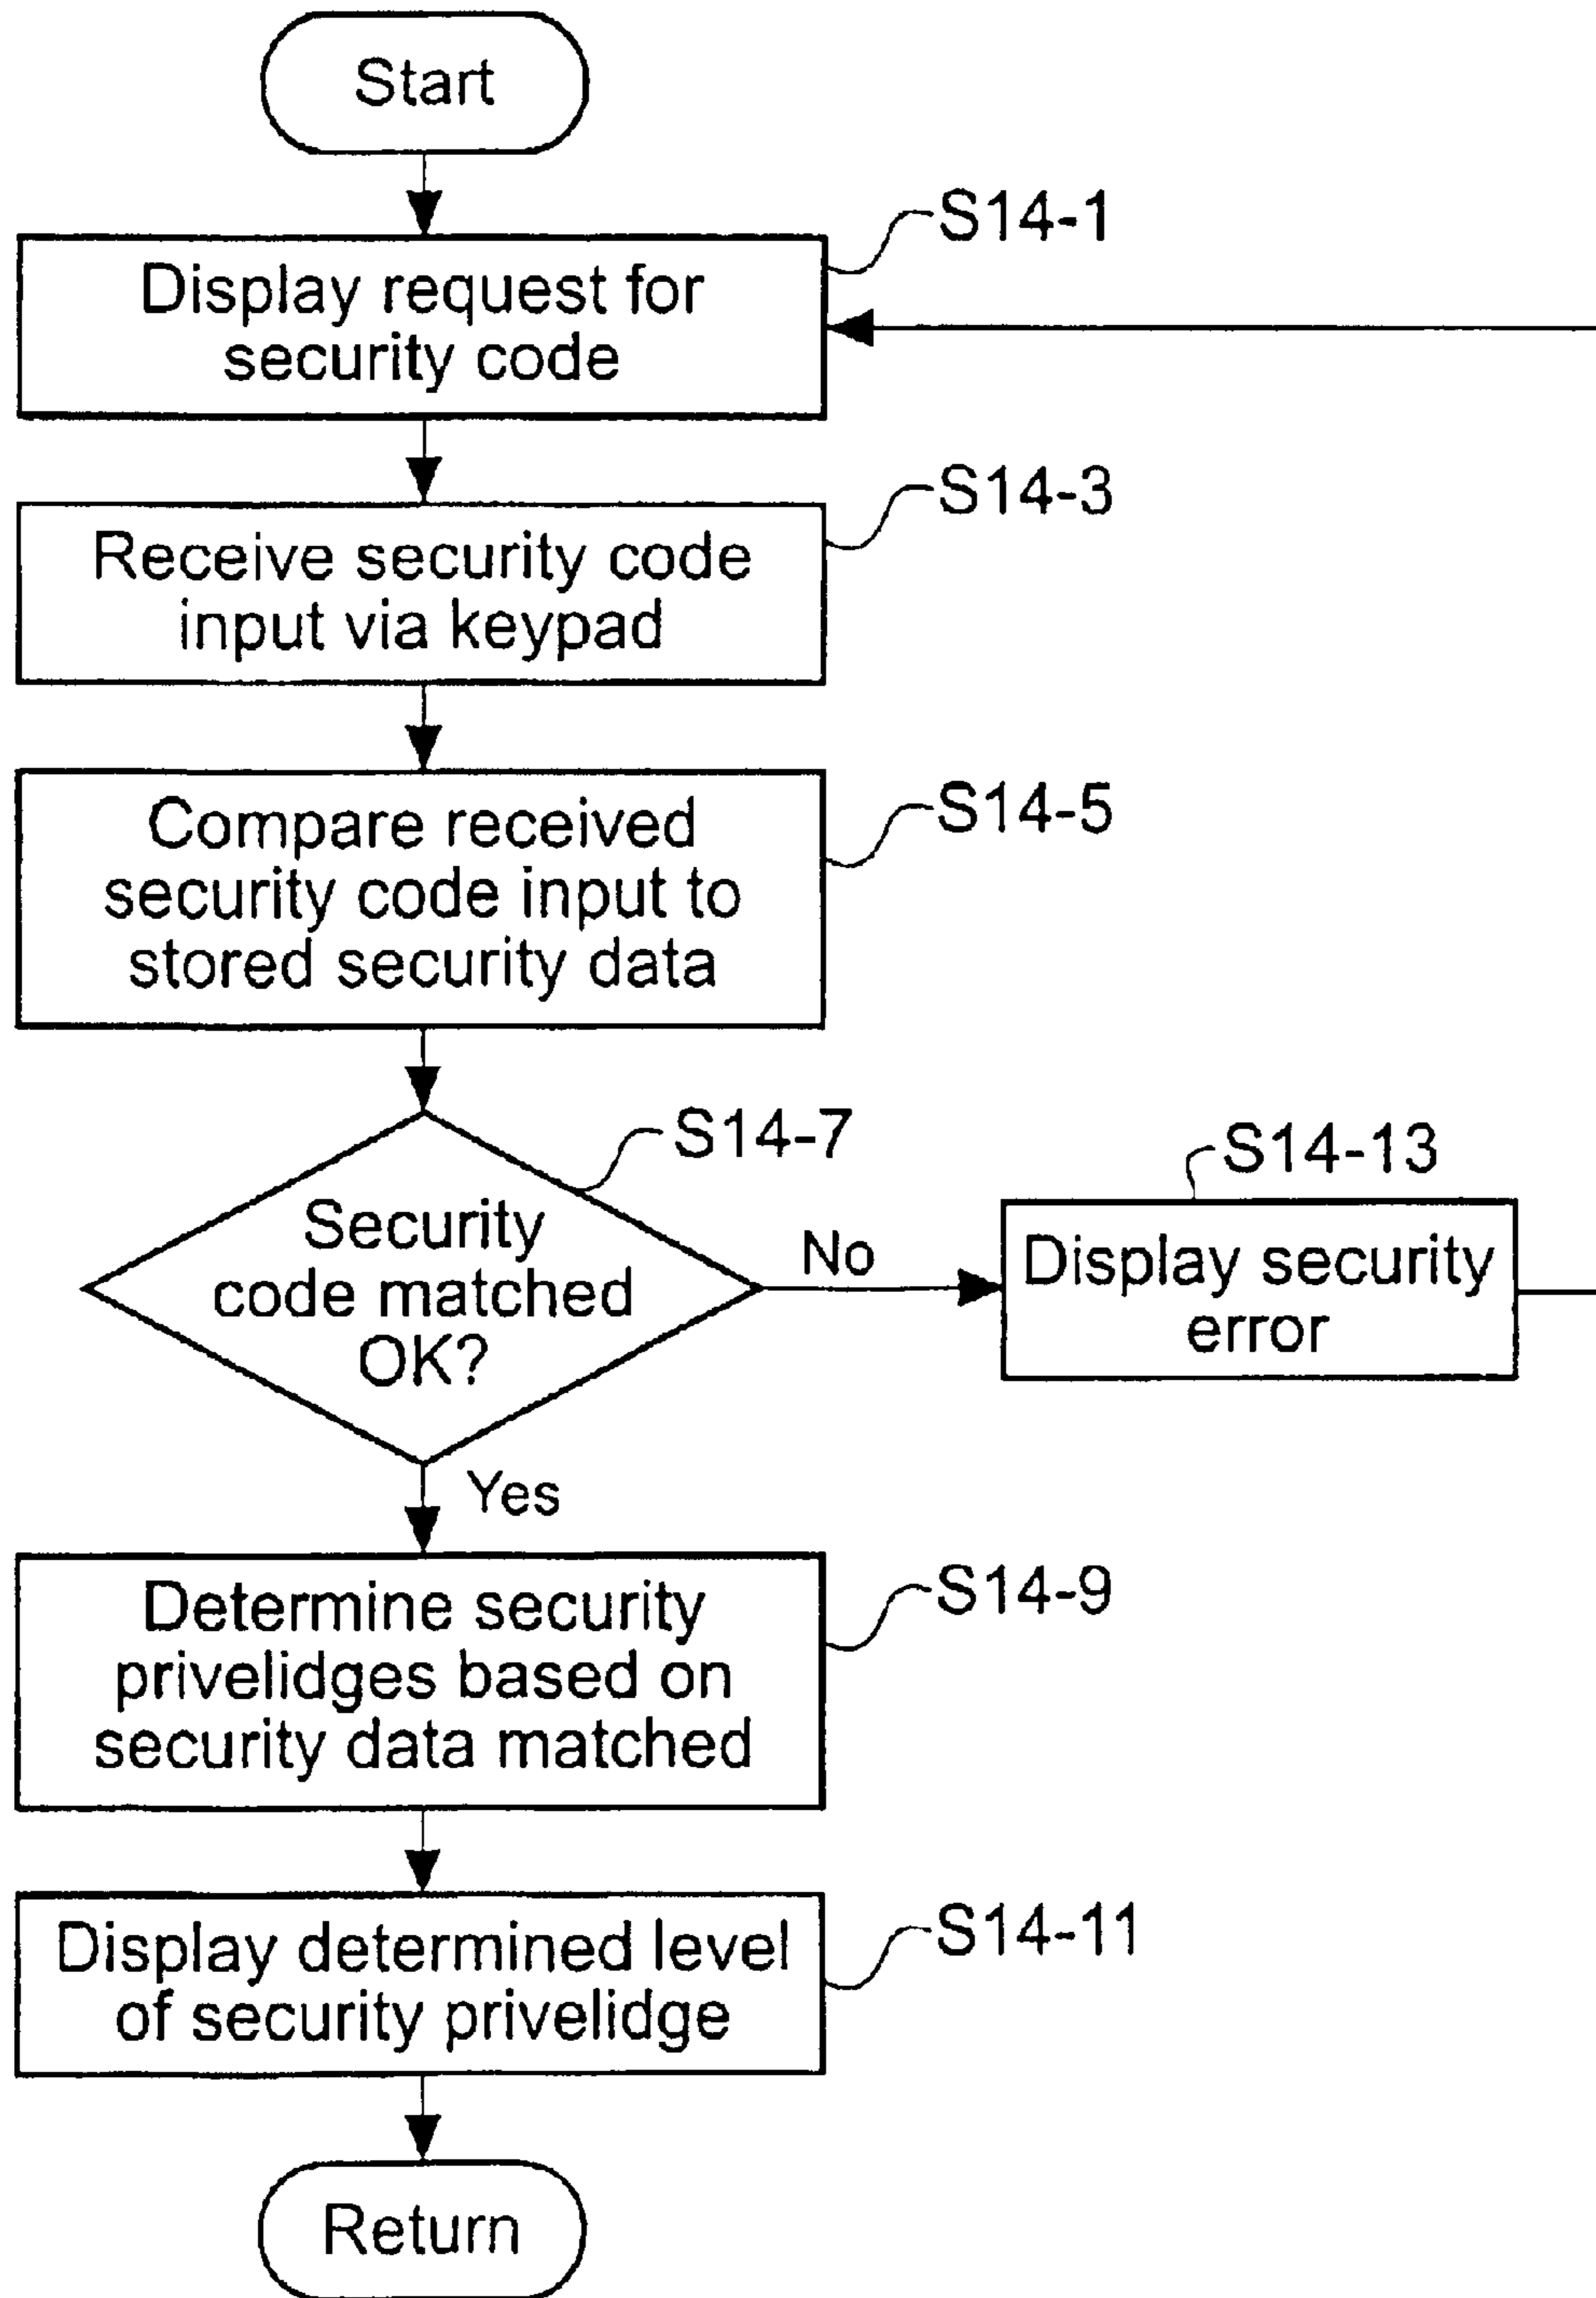 Start
S14-1
Display request for
security code
S14-3
Receive security code
input via keypad
S14-5
Compare received
security code input to
stored security data
S14-7
Security
code matched
OK?
No
S14-13
Display security
error
Yes
S14-9
Determine security
privelidges based on
security data matched
S14-11
Display determined level
of security privelidge
Return